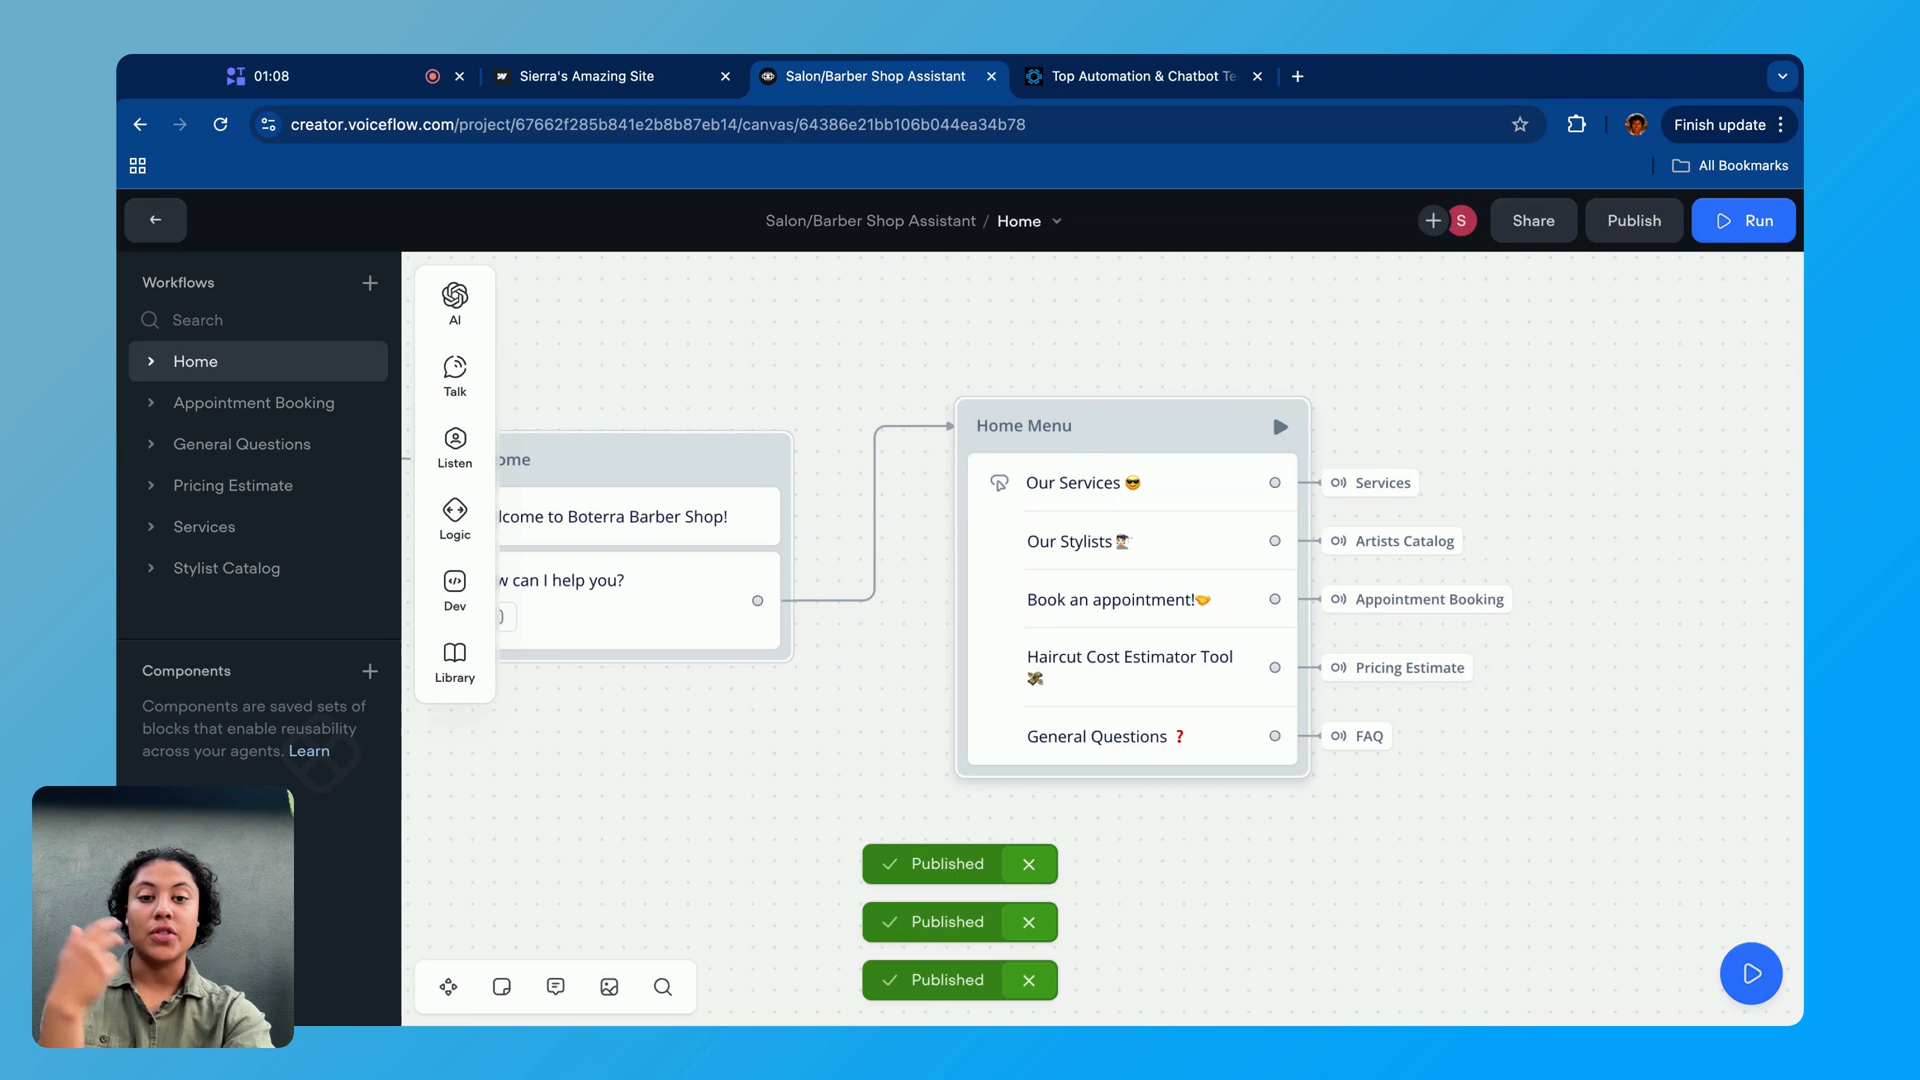 01:08
Sierra's Amazing Site
Salon/Barber Shop Assistant
Top Automation & Chatbot Te
creator.voiceflow.com/project/67662f285b841e2b8b87eb14/canvas/64386e21bb106b044ea34b78
Finish update
All Bookmarks
Salon/Barber Shop Assistant / Home
S
Share
Publish
Run
Workflows
Search
Home
Appointment Booking
General Questions
Pricing Estimate
Services
Stylist Catalog
Components
Components are saved sets of
blocks that enable reusability
across your agents. Learn
AI
Talk
Listen
Logic
Dev
Library
ome
lcome to Boterra Barber Shop!
w can I help you?
Home Menu
Our Services 😎
Services
Our Stylists 💇🏻‍♂️
Artists Catalog
Book an appointment!🤝
Appointment Booking
Haircut Cost Estimator Tool
💸
Pricing Estimate
General Questions ❓
FAQ
Published
Published
Published